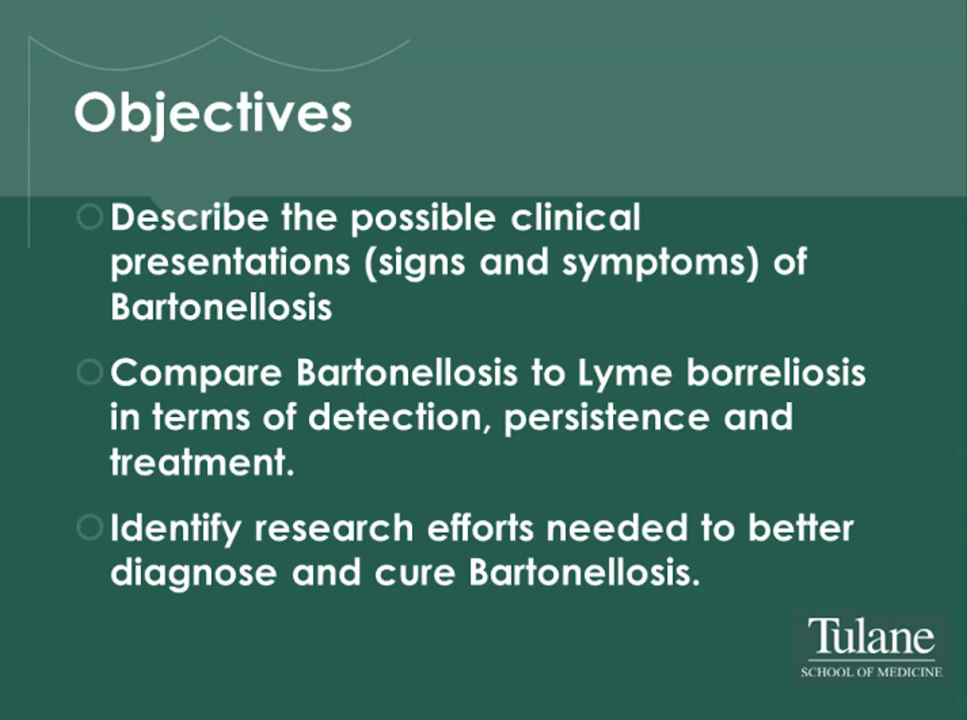 Objectives
Describe the possible clinical
presentations (signs and symptoms) of
Bartonellosis
Compare Bartonellosis to Lyme borreliosis
in terms of detection, persistence and
treatment.
Identify research efforts needed to better
diagnose and cure Bartonellosis.
Tulane
SCHOOL OF MEDICINE